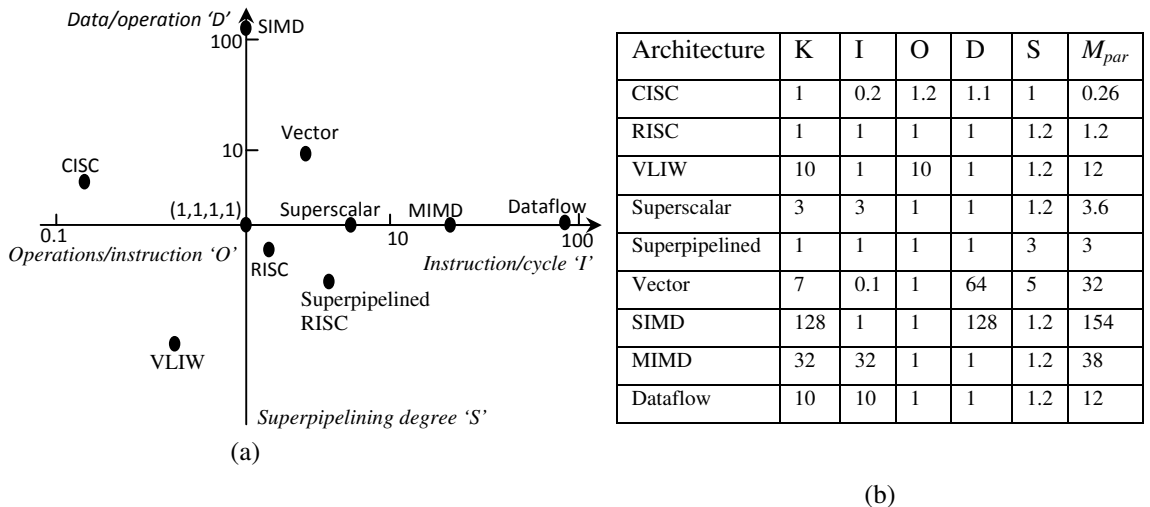 Data/operation ‘D’
SIMD
100
Vector
10
CISC
(1,1,1,1)
Superscalar
MIMD
Dataflow
0.1
10
100
Operations/instruction ‘O’
RISC
Instruction/cycle ‘I’
Superpipelined
RISC
VLIW
Superpipelining degree ‘S’
(a)
Architecture K I O D S Mpar
CISC 1 0.2 1.2 1.1 1 0.26
RISC 1 1 1 1 1.2 1.2
VLIW 10 1 10 1 1.2 12
Superscalar 3 3 1 1 1.2 3.6
Superpipelined 1 1 1 1 3 3
Vector 7 0.1 1 64 5 32
SIMD 128 1 1 128 1.2 154
MIMD 32 32 1 1 1.2 38
Dataflow 10 10 1 1 1.2 12
(b)